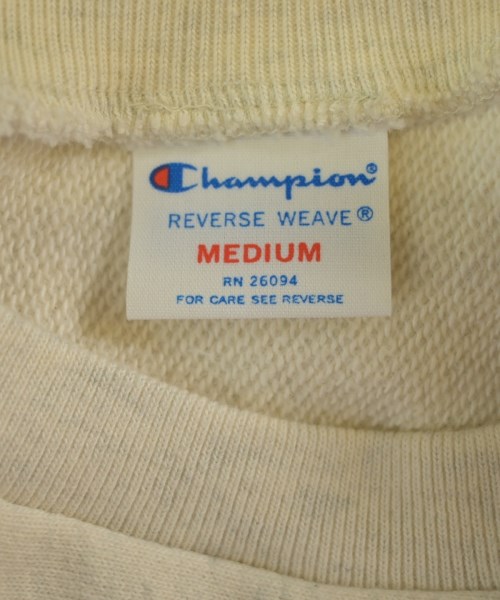 Champion®
REVERSE WEAVE®
MEDIUM
RN 26094
FOR CARE SEE REVERSE